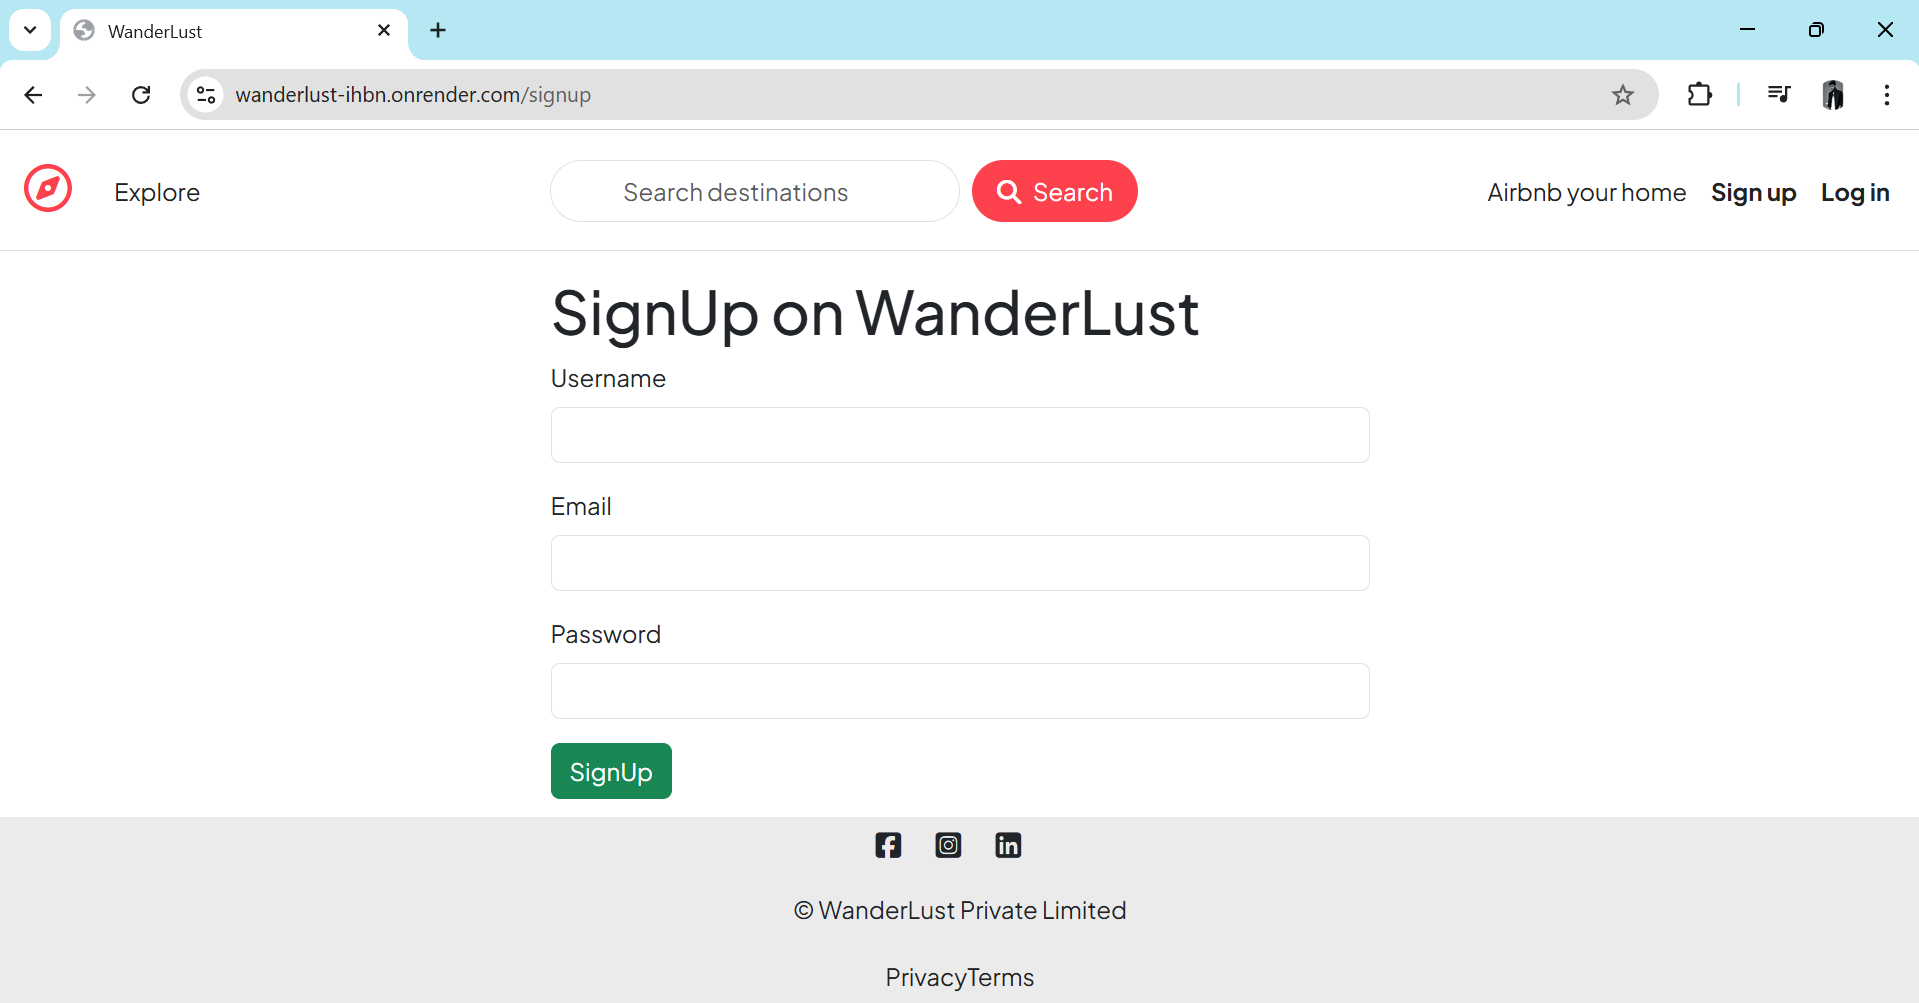 WanderLust
wanderlust-ihbn.onrender.com/signup
Explore
Search destinations
Search
Airbnb your home
Sign up
Log in
SignUp on WanderLust
Username
Email
Password
SignUp
© WanderLust Private Limited
PrivacyTerms